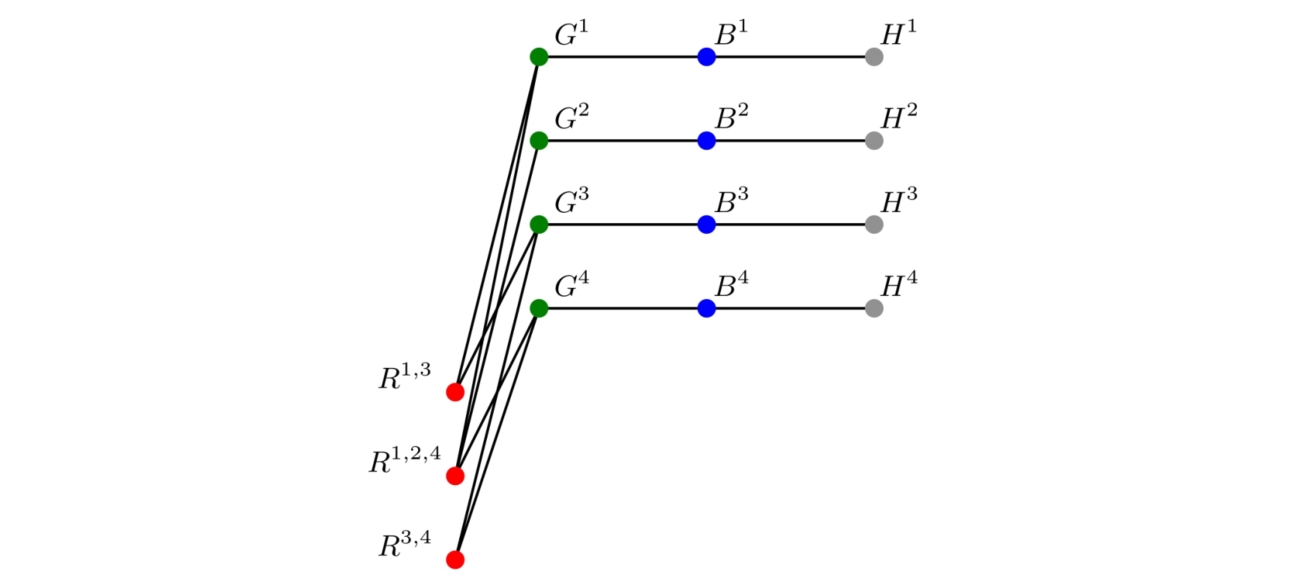 G^1 B^1 H^1
G^2 B^2 H^2
G^3 B^3 H^3
G^4 B^4 H^4
R^{1,3}
R^{1,2,4}
R^{3,4}